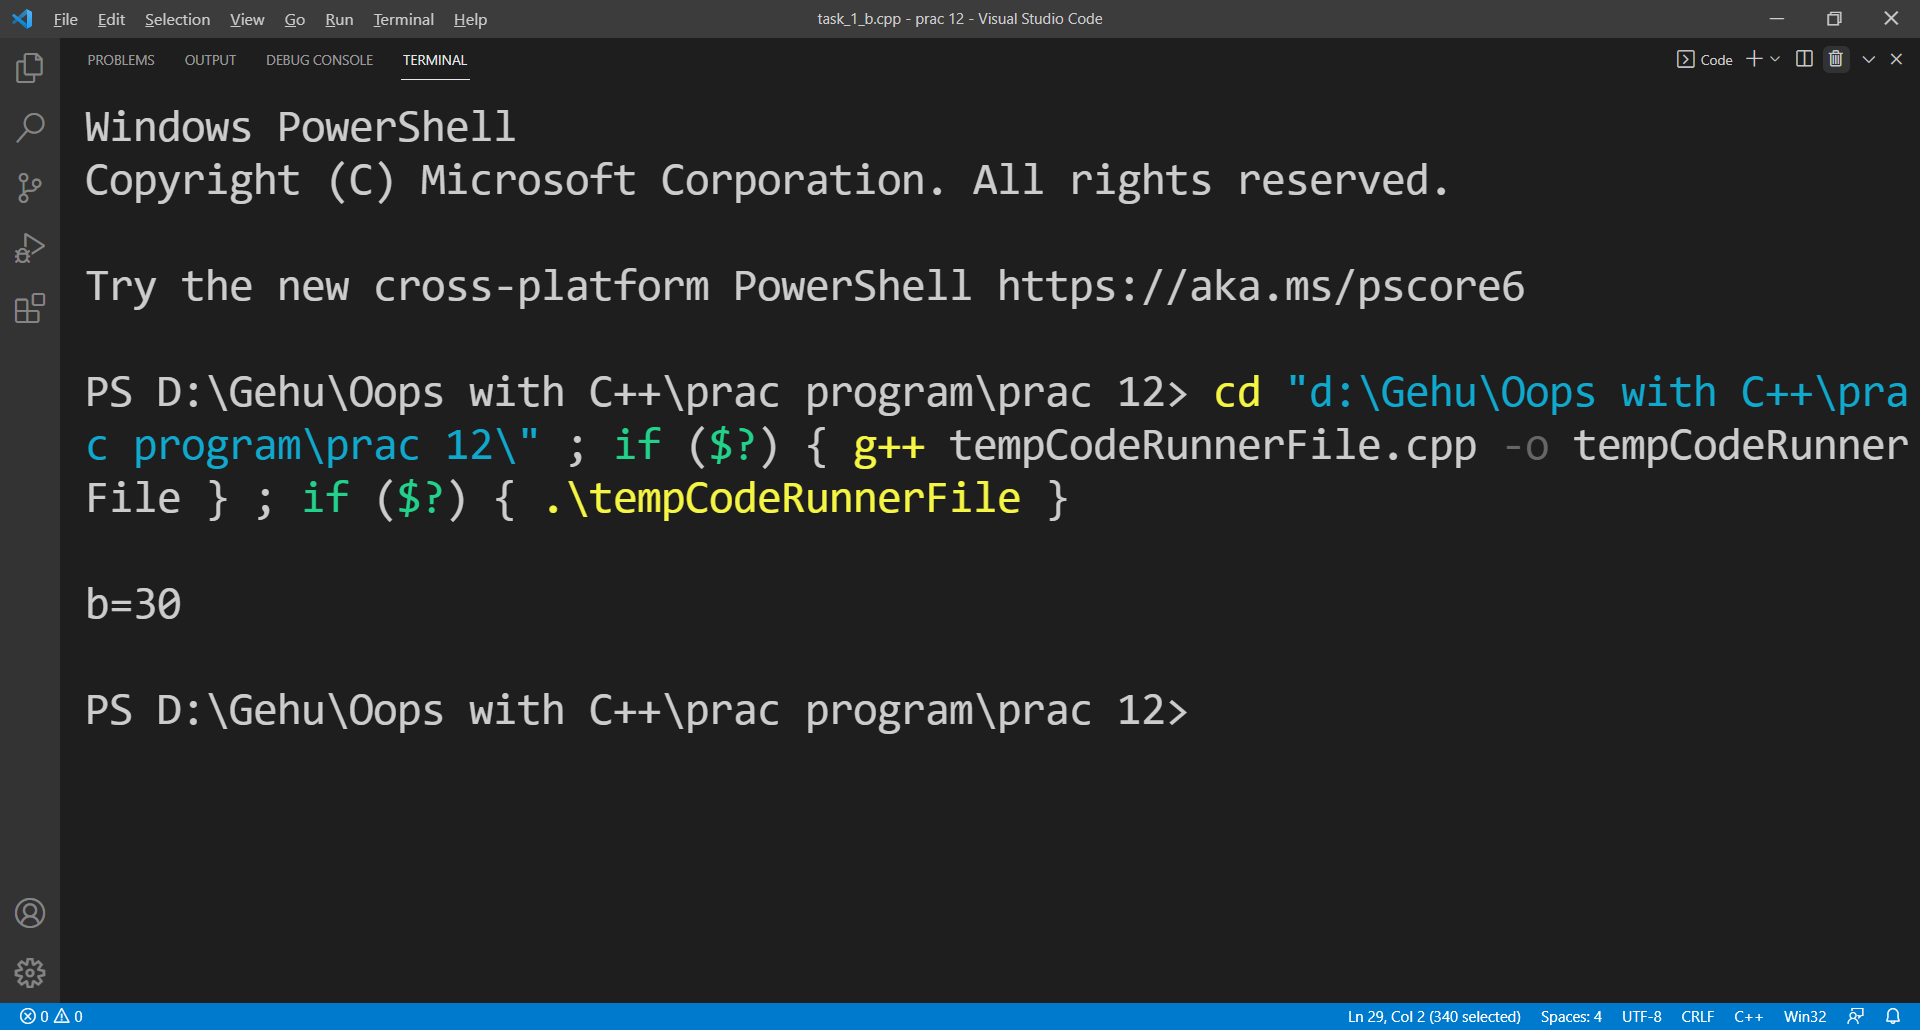 File Edit Selection View Go Run Terminal Help task_1_b.cpp - prac 12 - Visual Studio Code
PROBLEMS OUTPUT DEBUG CONSOLE TERMINAL Code
Windows PowerShell
Copyright (C) Microsoft Corporation. All rights reserved.
Try the new cross-platform PowerShell https://aka.ms/pscore6
PS D:\Gehu\Oops with C++\prac program\prac 12> cd "d:\Gehu\Oops with C++\pra
c program\prac 12\" ; if ($?) { g++ tempCodeRunnerFile.cpp -o tempCodeRunner
File } ; if ($?) { .\tempCodeRunnerFile }
b=30
PS D:\Gehu\Oops with C++\prac program\prac 12>
0 0 Ln 29, Col 2 (340 selected) Spaces: 4 UTF-8 CRLF C++ Win32